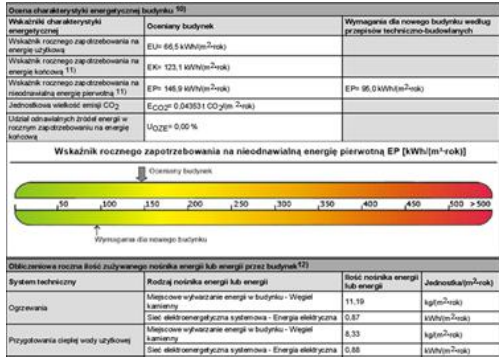 Ocena charakterystyki energetycznej budynku 10)
Wskaźniki charakterystyki energetycznej
Oceniany budynek
Wymagania dla nowego budynku według przepisów techniczno-budowlanych
Wskaźnik rocznego zapotrzebowania na energię użytkową
EU= 66,5 kWh/(m²·rok)
Wskaźnik rocznego zapotrzebowania na energię końcową 11)
EK= 123,1 kWh/(m²·rok)
Wskaźnik rocznego zapotrzebowania na nieodnawialną energię pierwotną 11)
EP= 146,9 kWh/(m²·rok)
EP= 95,0 kWh/(m²·rok)
Jednostkowa wielkość emisji CO2
ECO2= 0,04353 t CO2/(m²·rok)
Udział odnawialnych źródeł energii w rocznym zapotrzebowaniu na energię końcową
UOZE= 0,00 %
Wskaźnik rocznego zapotrzebowania na nieodnawialną energię pierwotną EP [kWh/(m²·rok)]
Oceniany budynek
50 100 150 200 250 300 350 400 450 500 >500
Wymagania dla nowego budynku
Obliczeniowa roczna ilość zużywanego nośnika energii lub energii przez budynek 12)
System techniczny
Rodzaj nośnika energii lub energii
Ilość nośnika energii lub energii
Jednostka/(m²·rok)
Ogrzewania
Miejscowe wytwarzanie energii w budynku - Węgiel kamienny
11,19
kg/(m²·rok)
Sieć elektroenergetyczna systemowa - Energia elektryczna
0,87
kWh/(m²·rok)
Przygotowania ciepłej wody użytkowej
Miejscowe wytwarzanie energii w budynku - Węgiel kamienny
8,33
kg/(m²·rok)
Sieć elektroenergetyczna systemowa - Energia elektryczna
0,88
kWh/(m²·rok)